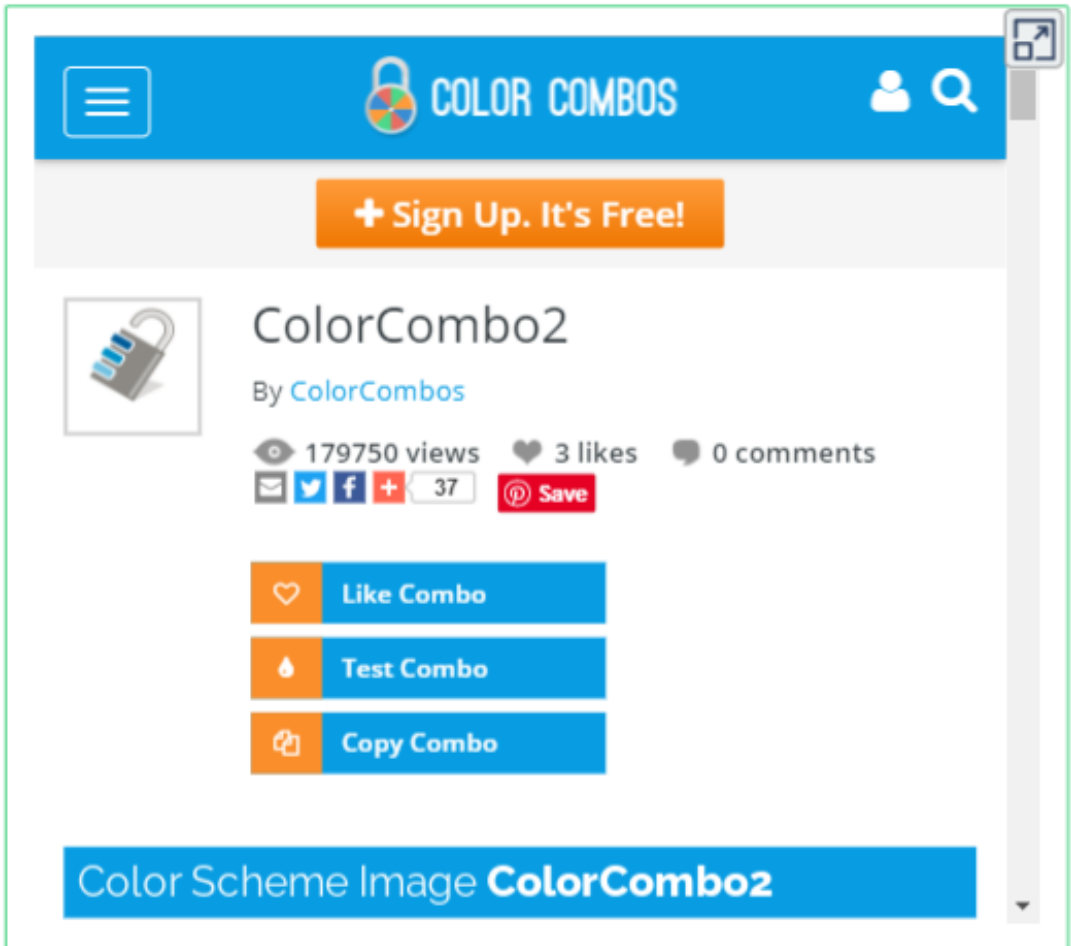 COLOR COMBOS
+ Sign Up. It's Free!
ColorCombo2
By ColorCombos
179750 views 3 likes 0 comments
37 Save
Like Combo
Test Combo
Copy Combo
Color Scheme Image ColorCombo2